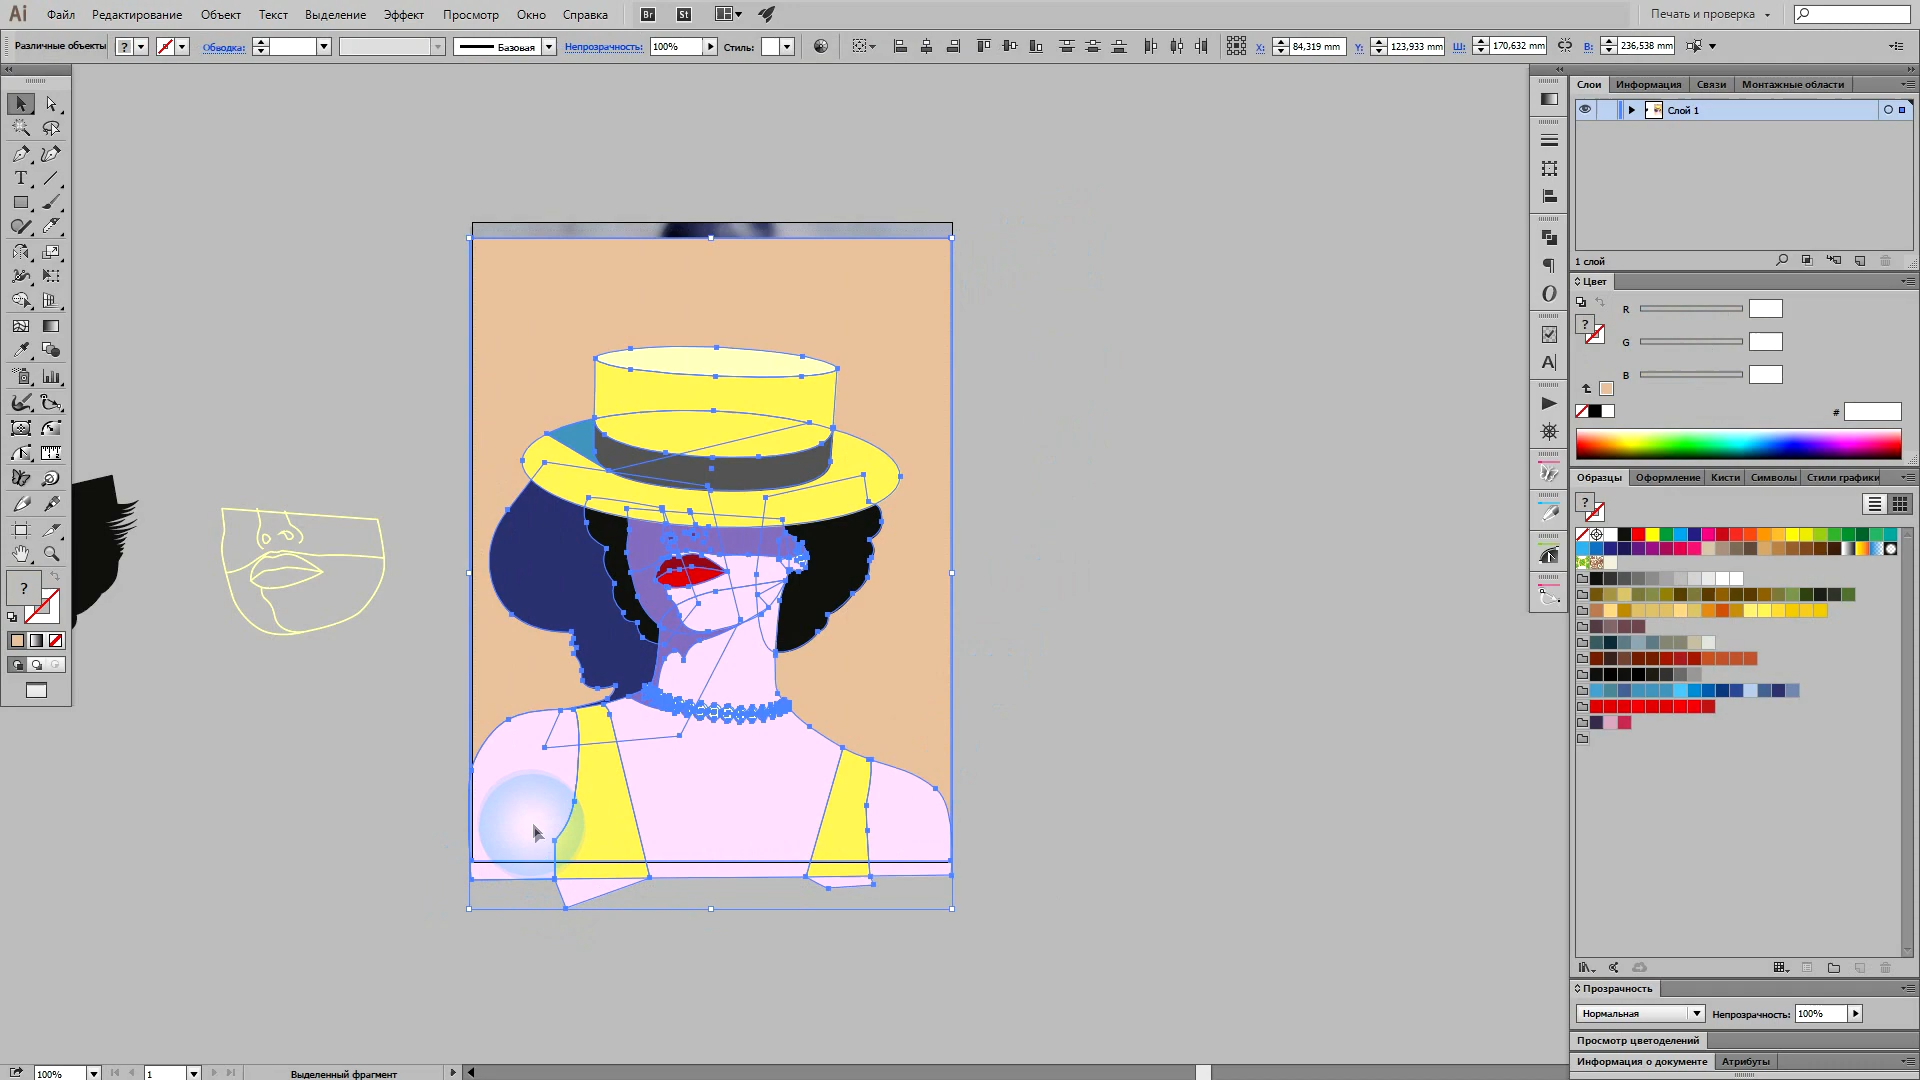 Ai Файл Редактирование Объект Текст Выделение Эффект Просмотр Окно Справка Br St Печать и проверка
Различные объекты ? Обводка: Базовая Непрозрачность: 100% Стиль: X: 84,319 mm Y: 123,933 mm Ш: 170,632 mm В: 236,538 mm
Слои Информация Связи Монтажные области
Слой 1
1 слой
Цвет
R
G
B
?
#
Образцы Оформление Кисти Символы Стили графики
?
T
?
Прозрачность
Нормальная Непрозрачность: 100%
Просмотр цветоделений
Информация о документе Атрибуты
100% 1 Выделенный фрагмент